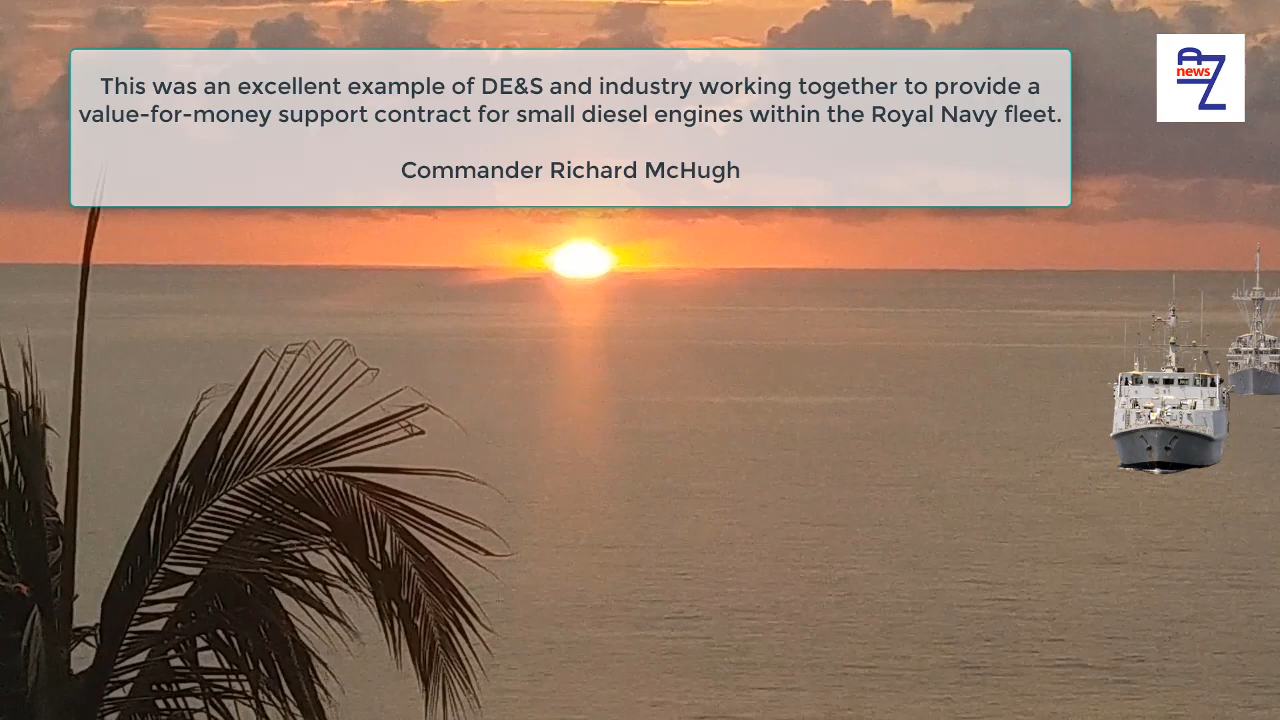 This was an excellent example of DE&S and industry working together to provide a
value-for-money support contract for small diesel engines within the Royal Navy fleet.
Commander Richard McHugh
A
news
Z